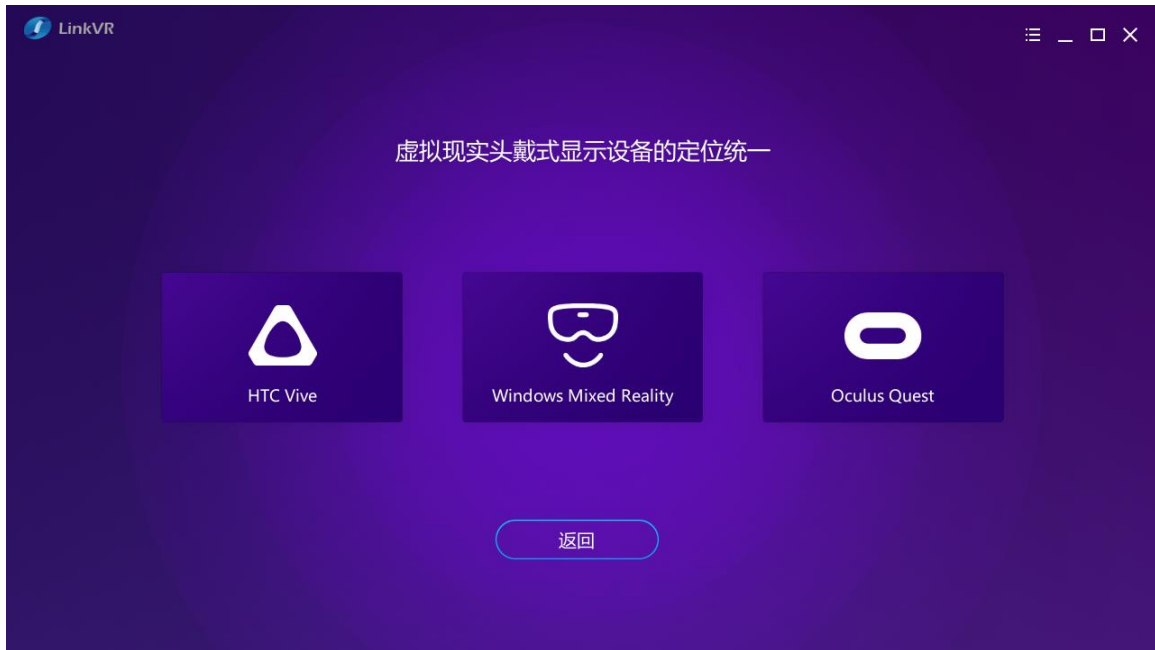 LinkVR
虚拟现实头戴式显示设备的定位统一
HTC Vive
Windows Mixed Reality
Oculus Quest
返回